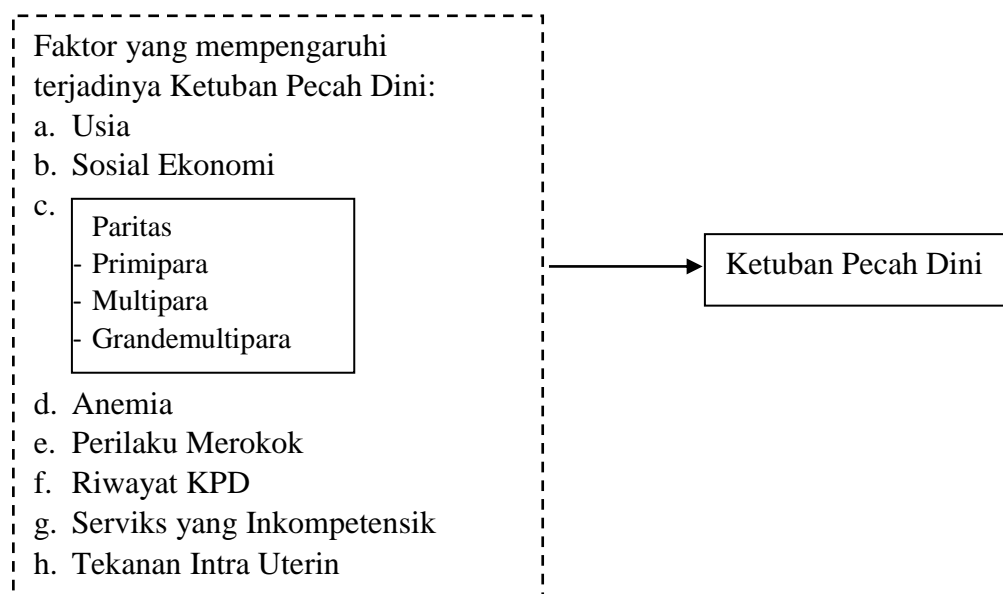 Faktor yang mempengaruhi
terjadinya Ketuban Pecah Dini:
a. Usia
b. Sosial Ekonomi
c. Paritas
- Primipara
- Multipara
- Grandemultipara
d. Anemia
e. Perilaku Merokok
f. Riwayat KPD
g. Serviks yang Inkompetensik
h. Tekanan Intra Uterin
Ketuban Pecah Dini